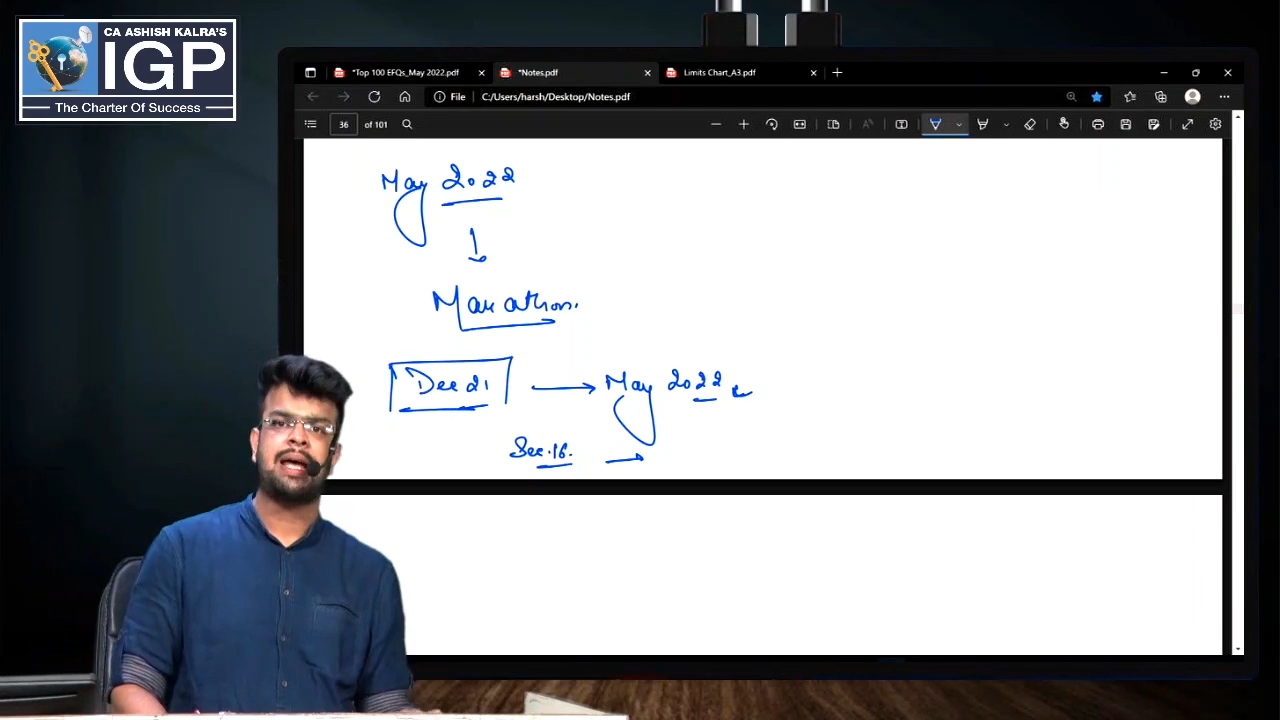 CA ASHISH KALRA'S
IGP
The Charter Of Success
*Top 100 EFQs_May 2022.pdf
*Notes.pdf
Limits Chart_A3.pdf
File
C:/Users/harsh/Desktop/Notes.pdf
36 of 101
May 2022
↓
Marathon.
Dec 21 → May 2022
Sec. 16. →